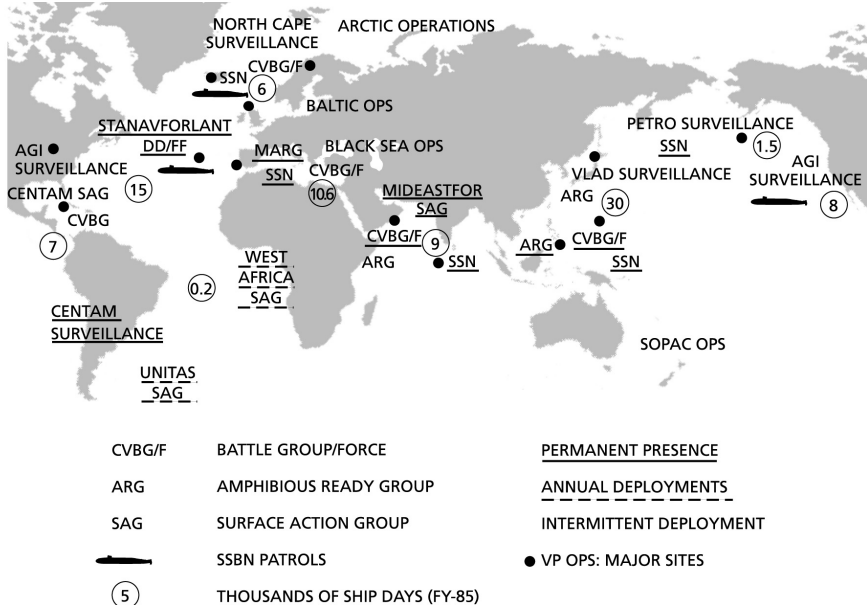 NORTH CAPE
SURVEILLANCE
ARCTIC OPERATIONS
SSN
CVBG/F
6
BALTIC OPS
STANAVFORLANT
DD/FF
AGI
SURVEILLANCE
15
CENTAM SAG
CVBG
7
MARG
SSN
BLACK SEA OPS
CVBG/F
10.6
MIDEASTFOR
SAG
CVBG/F
9
ARG
SSN
PETRO SURVEILLANCE
SSN
1.5
VLAD SURVEILLANCE
ARG
30
AGI
SURVEILLANCE
8
ARG
CVBG/F
SSN
WEST
AFRICA
SAG
0.2
CENTAM
SURVEILLANCE
UNITAS
SAG
SOPAC OPS
CVBG/F BATTLE GROUP/FORCE PERMANENT PRESENCE
ARG AMPHIBIOUS READY GROUP ANNUAL DEPLOYMENTS
SAG SURFACE ACTION GROUP INTERMITTENT DEPLOYMENT
SSBN PATROLS VP OPS: MAJOR SITES
5 THOUSANDS OF SHIP DAYS (FY-85)